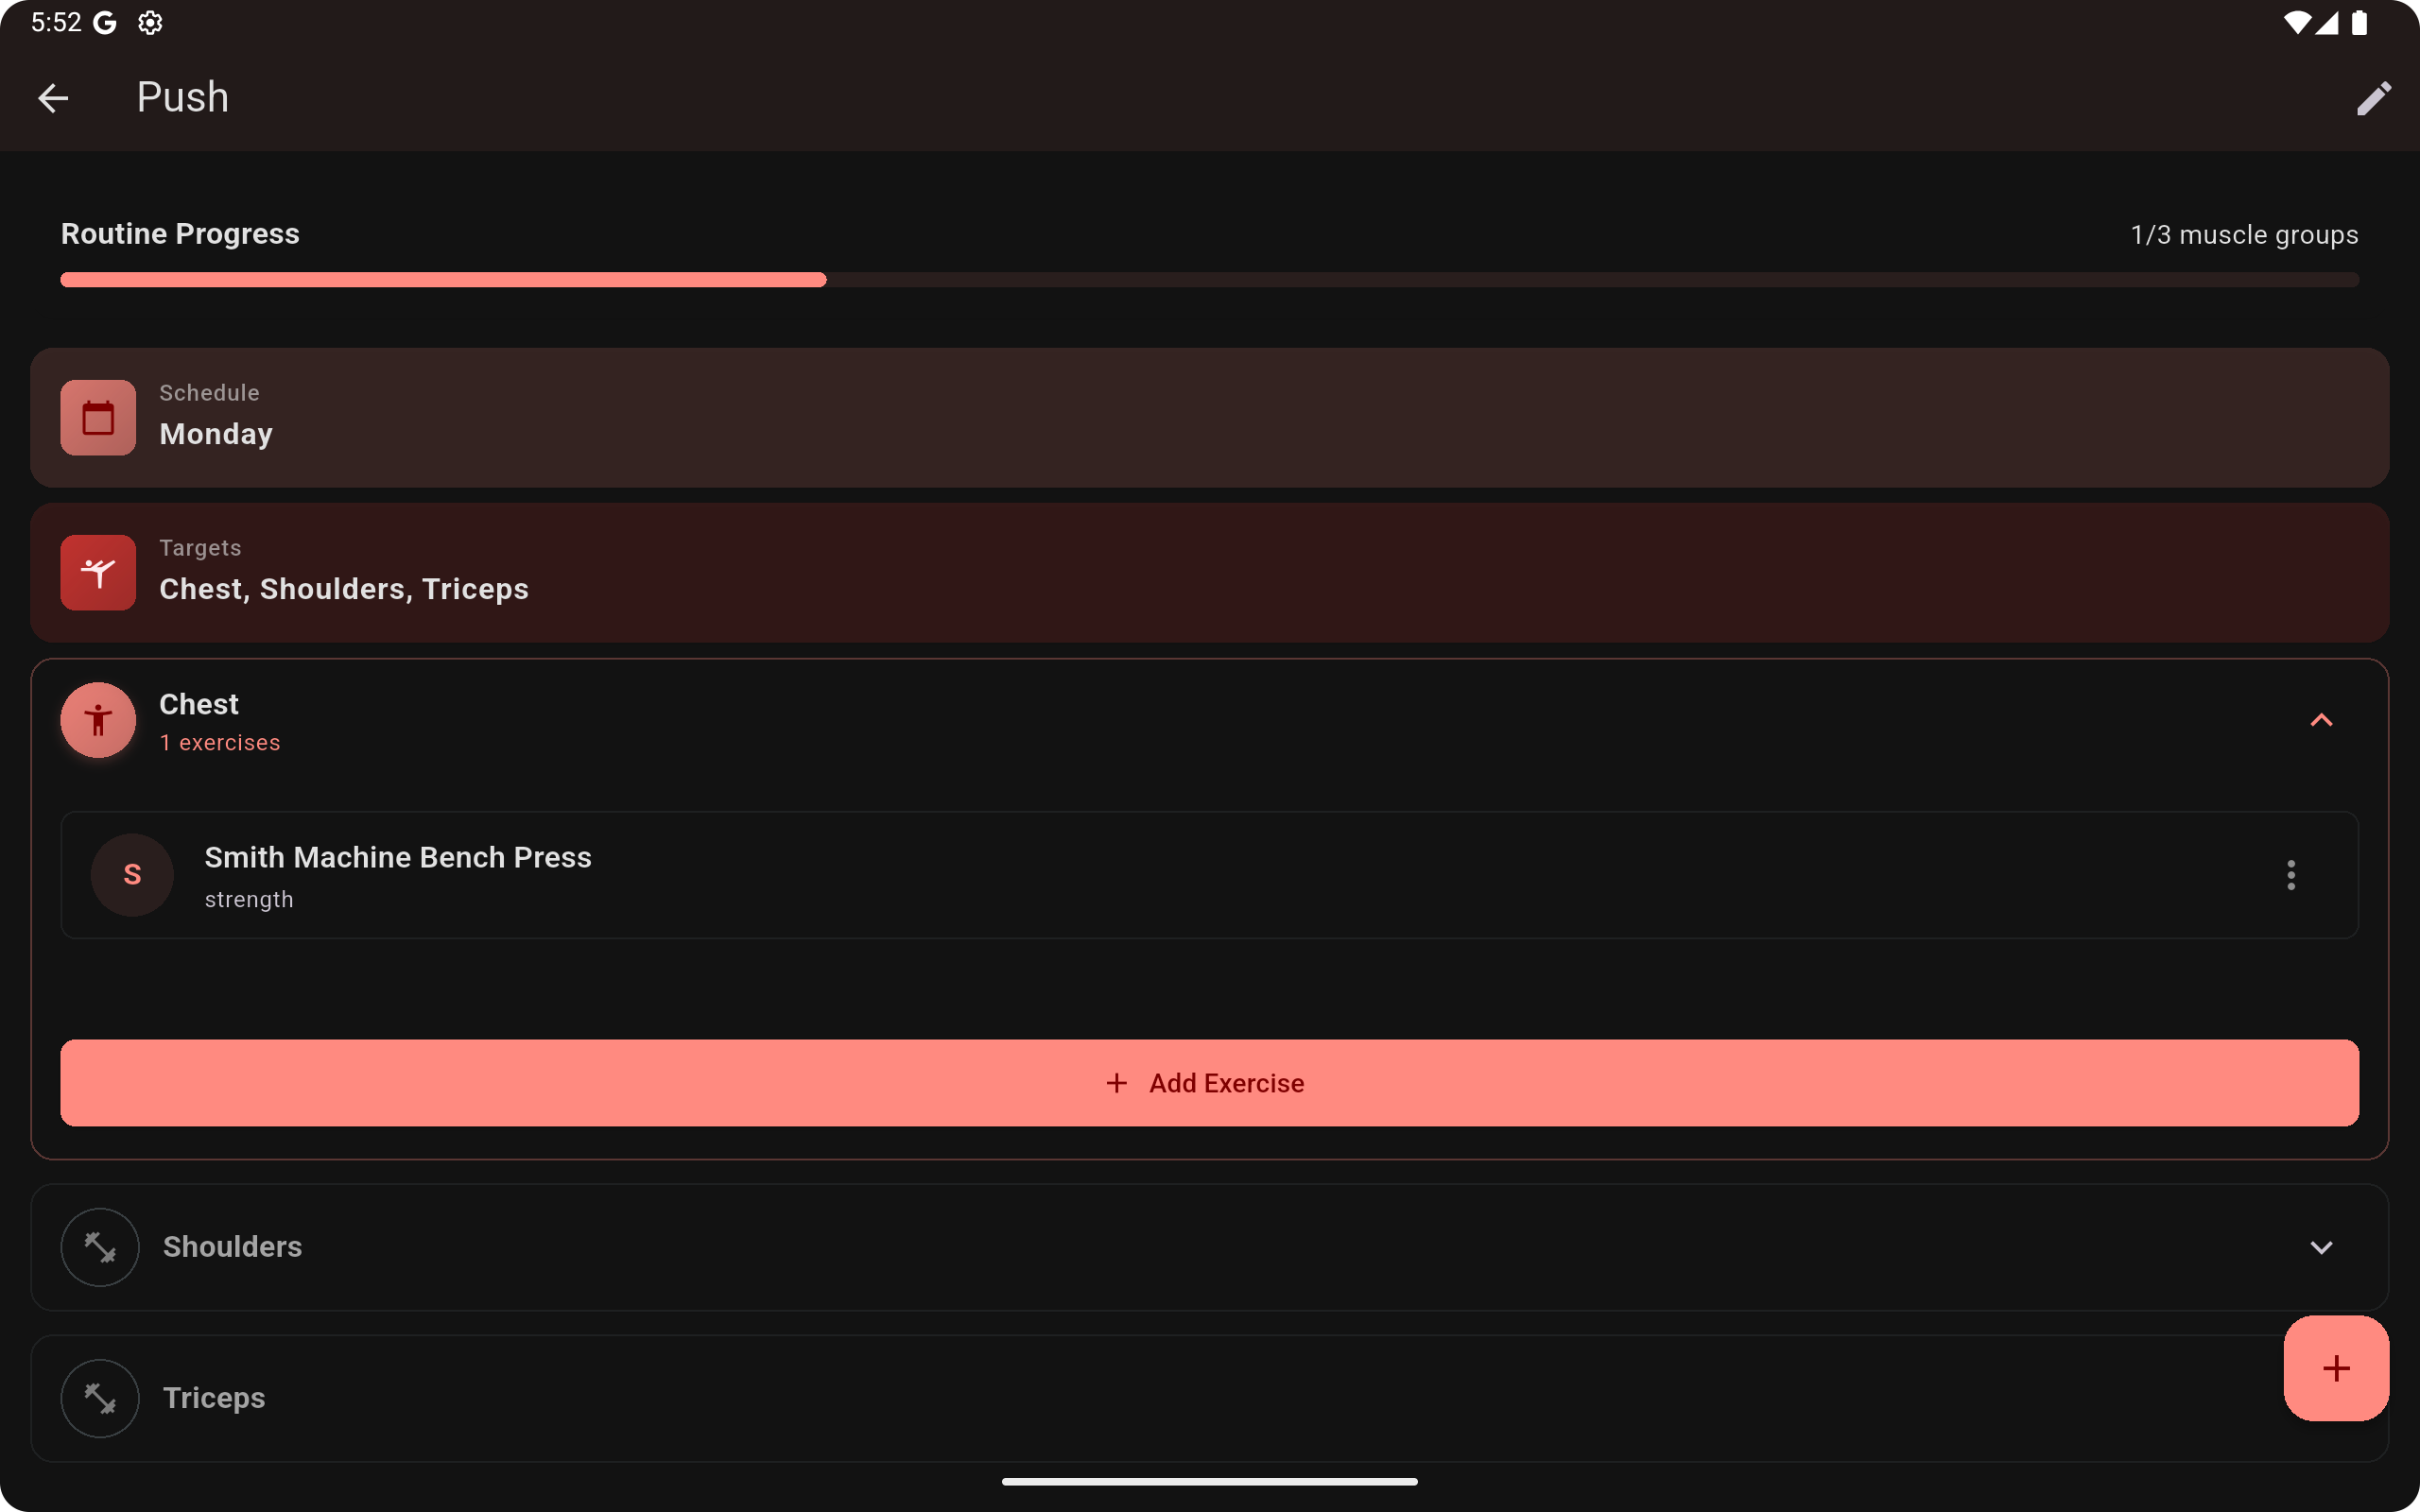 5:52
Push
Routine Progress
1/3 muscle groups
Schedule
Monday
Targets
Chest, Shoulders, Triceps
Chest
1 exercises
S
Smith Machine Bench Press
strength
Add Exercise
Shoulders
Triceps